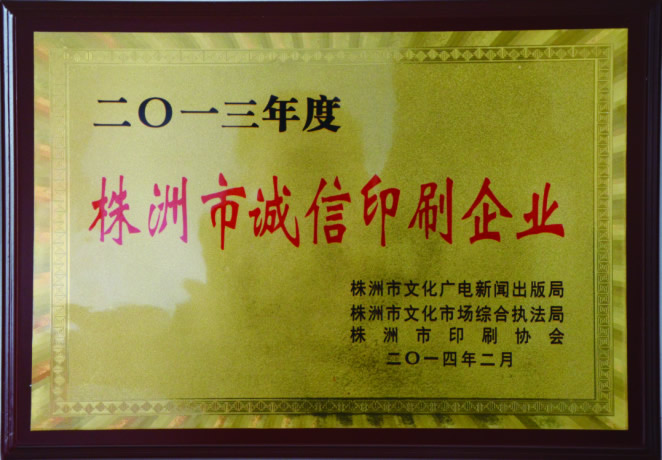 二〇一三年度
株洲市诚信印刷企业
株洲市文化广电新闻出版局
株洲市文化市场综合执法局
株洲市印刷协会
二〇一四年二月